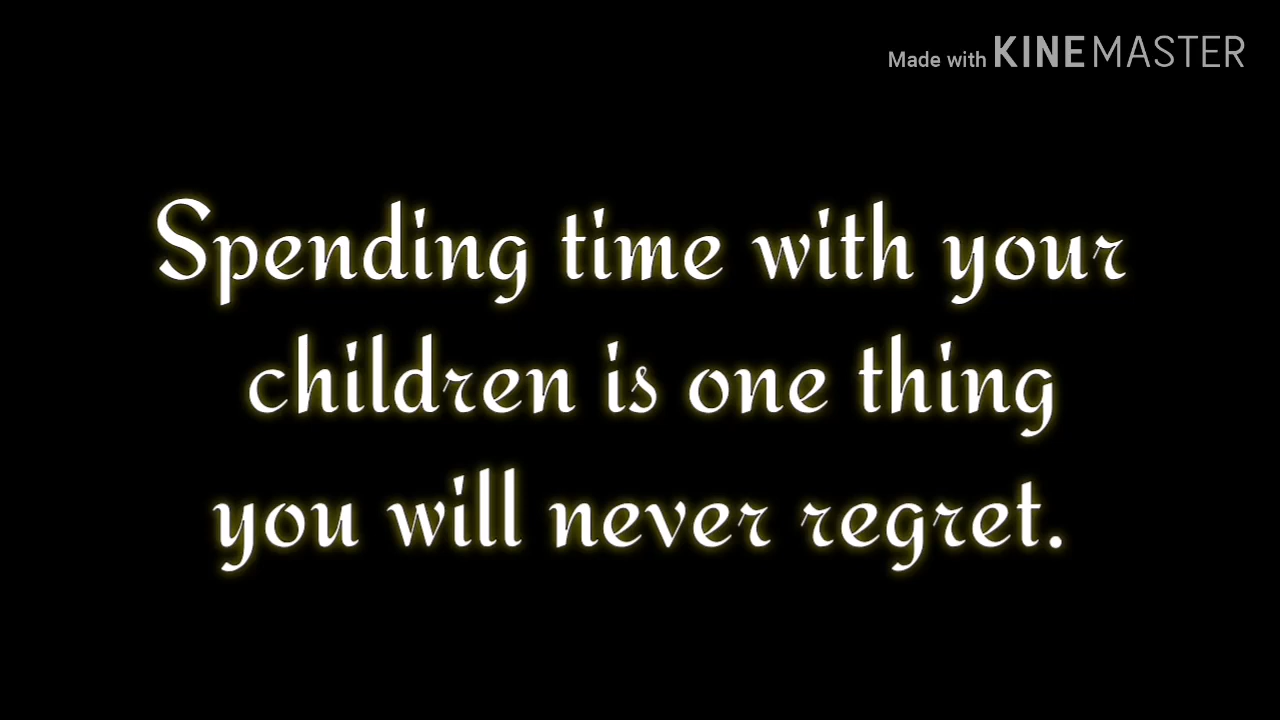 Made with KINEMASTER
Spending time with your
children is one thing
you will never regret.